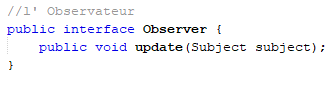 //l' Observateur
public interface Observer {
    public void update(Subject subject);
}